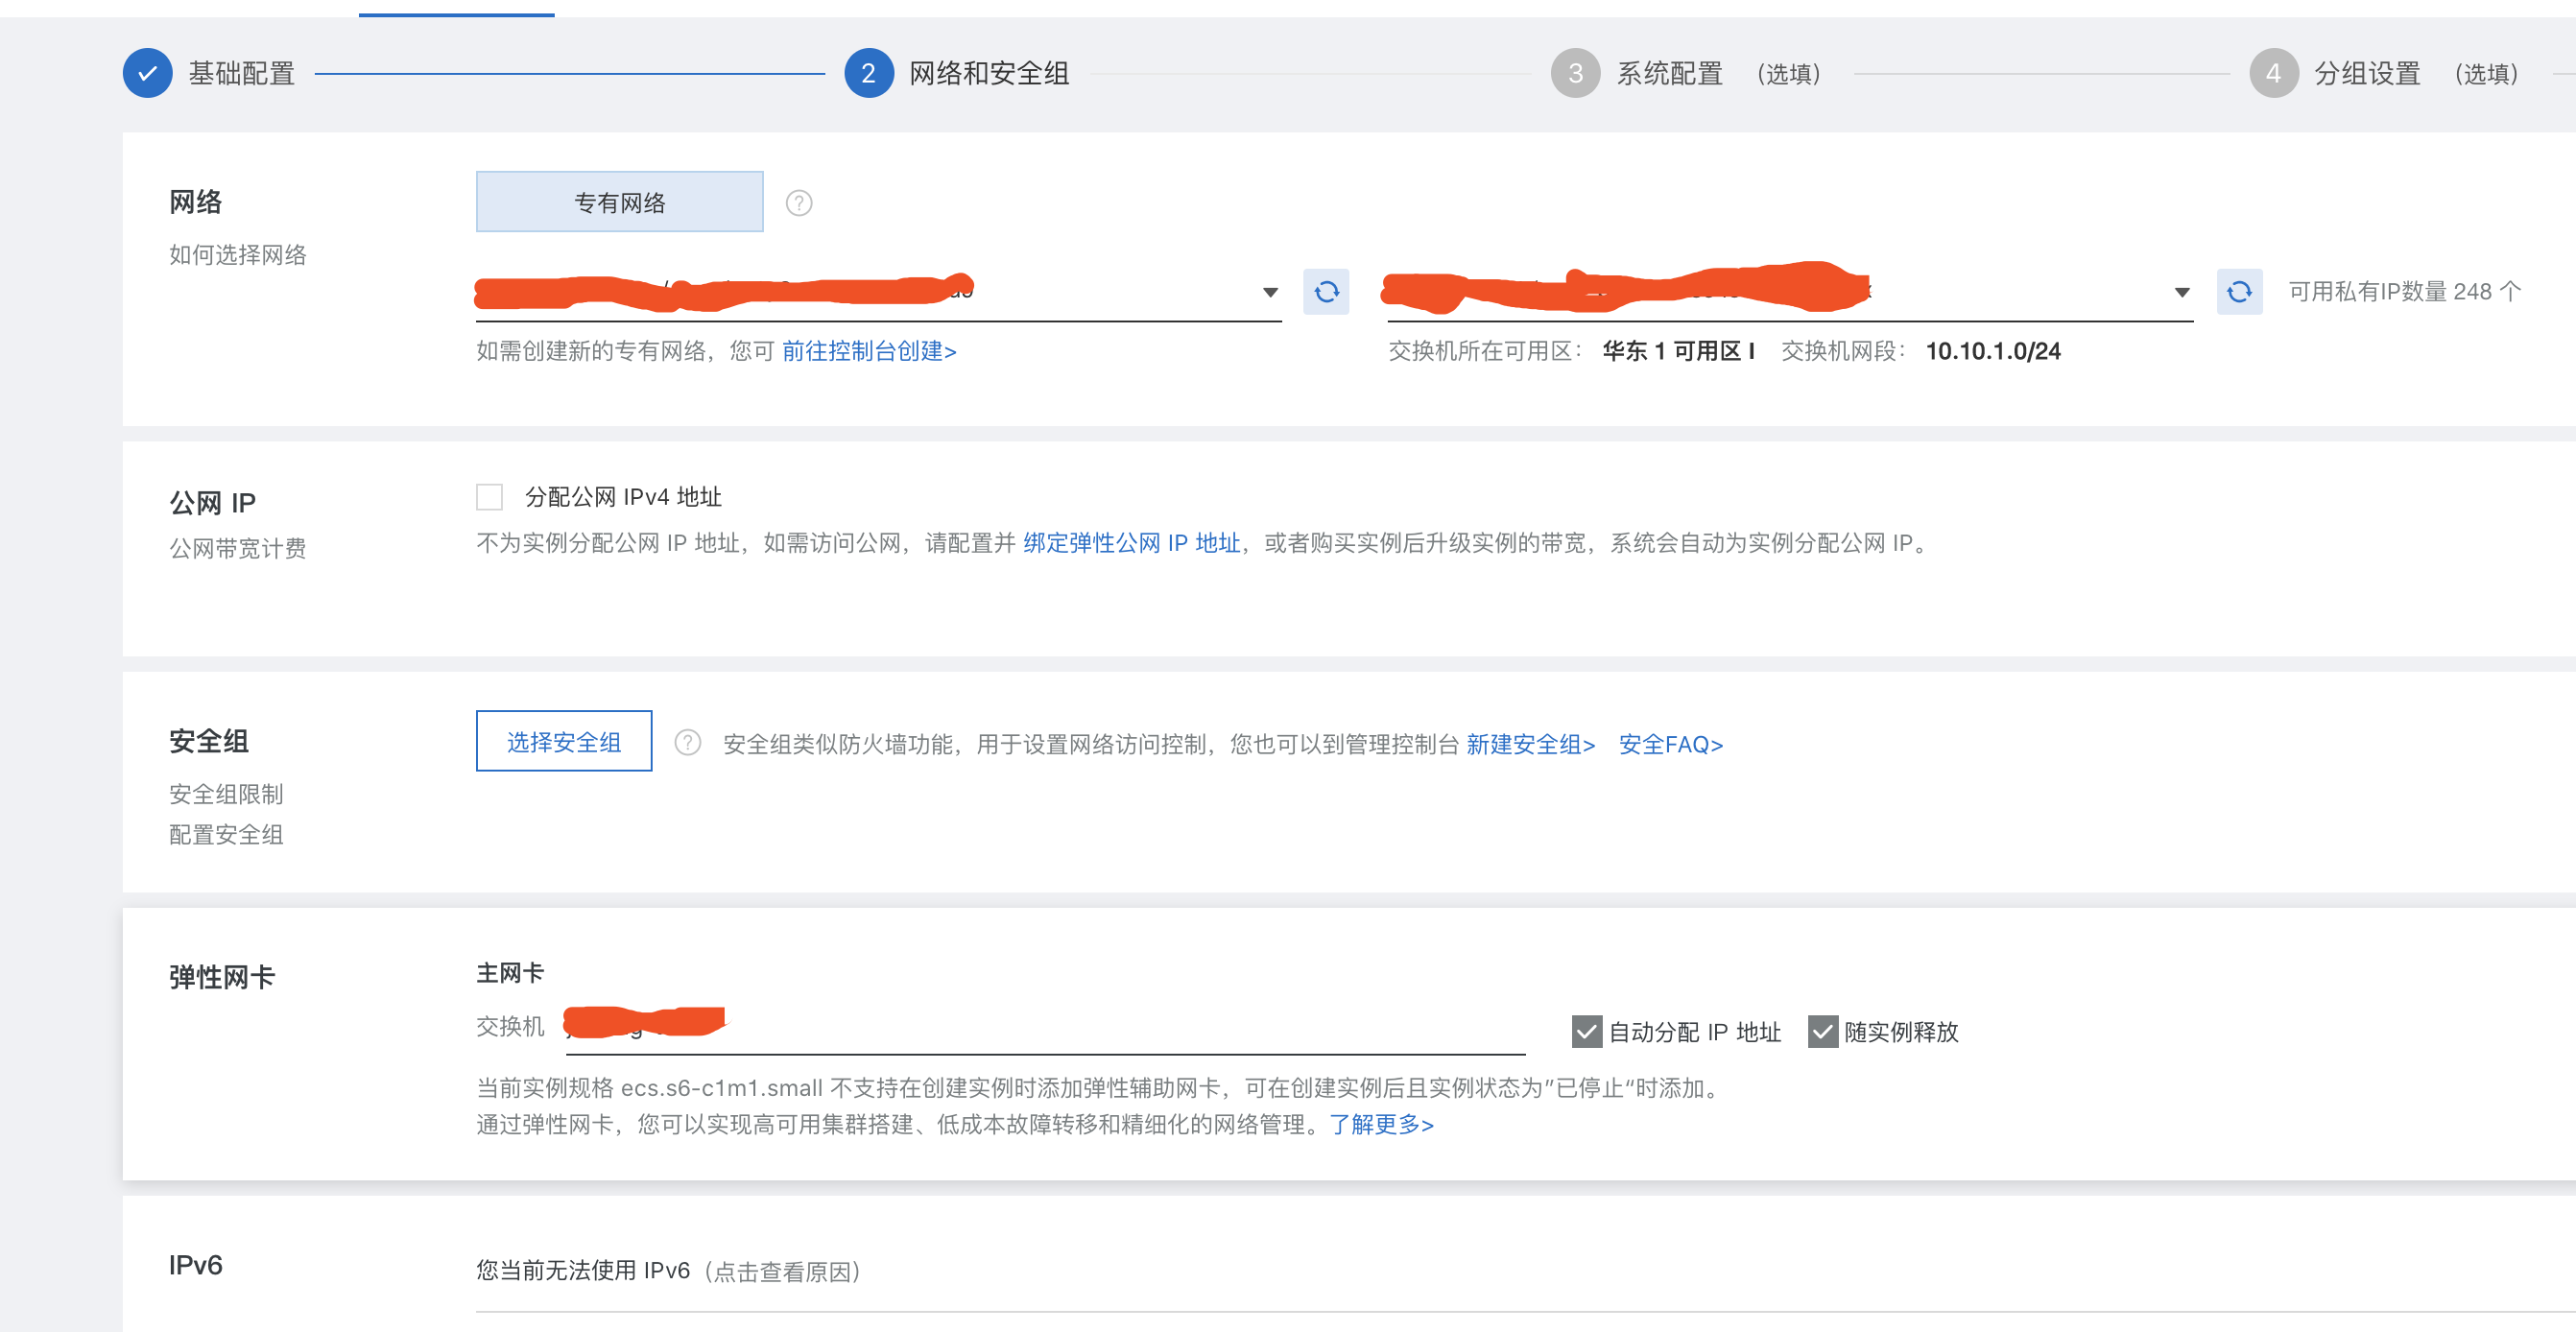 基础配置
2 网络和安全组
3 系统配置 （选填）
4 分组设置 （选填）
网络
专有网络
?
如何选择网络
可用私有IP数量 248 个
如需创建新的专有网络，您可 前往控制台创建>
交换机所在可用区： 华东 1 可用区 I 交换机网段： 10.10.1.0/24
公网 IP
分配公网 IPv4 地址
公网带宽计费
不为实例分配公网 IP 地址，如需访问公网，请配置并 绑定弹性公网 IP 地址，或者购买实例后升级实例的带宽，系统会自动为实例分配公网 IP。
安全组
选择安全组 ? 安全组类似防火墙功能，用于设置网络访问控制，您也可以到管理控制台 新建安全组> 安全FAQ>
安全组限制
配置安全组
弹性网卡
主网卡
交换机
自动分配 IP 地址 随实例释放
当前实例规格 ecs.s6-c1m1.small 不支持在创建实例时添加弹性辅助网卡，可在创建实例后且实例状态为”已停止“时添加。
通过弹性网卡，您可以实现高可用集群搭建、低成本故障转移和精细化的网络管理。了解更多>
IPv6
您当前无法使用 IPv6（点击查看原因）